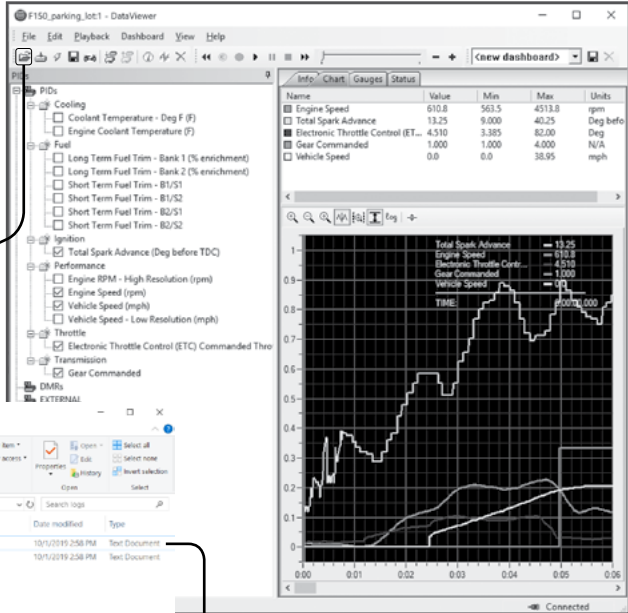 F150_parking_lot:1 - DataViewer
File Edit Playback Dashboard View Help
<new dashboard>
PIDs
PIDs
Cooling
Coolant Temperature - Deg F (F)
Engine Coolant Temperature (F)
Fuel
Long Term Fuel Trim - Bank 1 (% enrichment)
Long Term Fuel Trim - Bank 2 (% enrichment)
Short Term Fuel Trim - B1/S1
Short Term Fuel Trim - B1/S2
Short Term Fuel Trim - B2/S1
Short Term Fuel Trim - B2/S2
Ignition
Total Spark Advance (Deg before TDC)
Performance
Engine RPM - High Resolution (rpm)
Engine Speed (rpm)
Vehicle Speed (mph)
Vehicle Speed - Low Resolution (mph)
Throttle
Electronic Throttle Control (ETC) Commanded Thro
Transmission
Gear Commanded
DMRs
EXTERNAL
Info Chart Gauges Status
Name Value Min Max Units
Engine Speed 610.8 563.5 4513.8 rpm
Total Spark Advance 13.25 9.000 40.25 Deg befo
Electronic Throttle Control (ET... 4.510 3.385 82.00 Deg
Gear Commanded 1.000 1.000 4.000 N/A
Vehicle Speed 0.0 0.0 38.95 mph
Log
Total Spark Advance 13.25
Engine Speed 610.8
Electronic Throttle Contr... 4.510
Gear Commanded 1.000
Vehicle Speed
TIME:
1
0.9
0.8
0.7
0.6
0.5
0.4
0.3
0.2
0.1
0
0:00 0:01 0:02 0:03 0:04 0:05 0:06
Connected
item
access
Properties
Open
Edit
History
Select all
Select none
Invert selection
Open Select
Search logs
Date modified Type
10/1/2019 2:58 PM Text Document
10/1/2019 2:58 PM Text Document